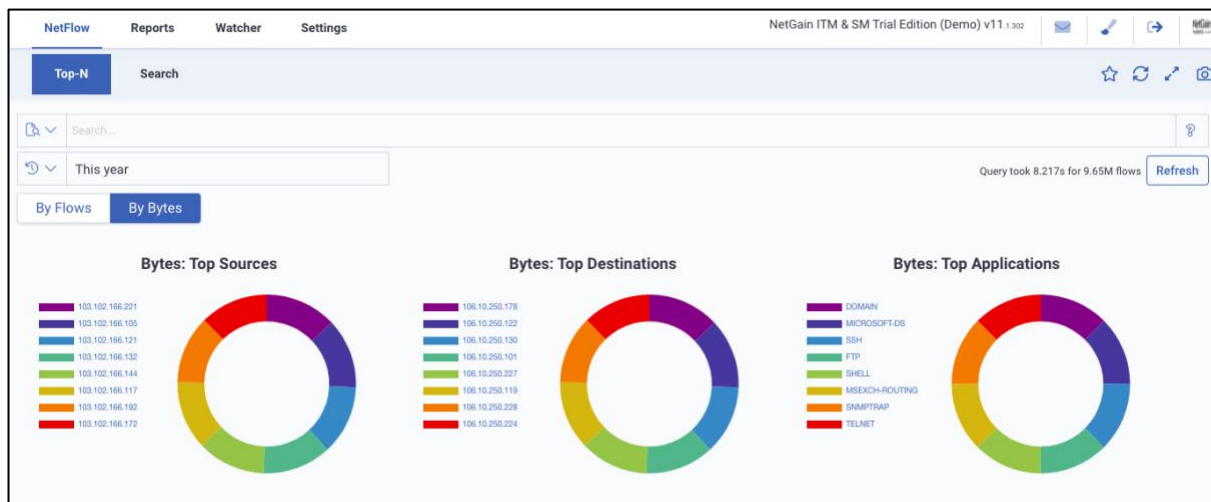 NetFlow Reports Watcher Settings NetGain ITM & SM Trial Edition (Demo) v11.1.302
Top-N Search
Search...
This year Query took 8.217s for 9.65M flows Refresh
By Flows By Bytes
Bytes: Top Sources Bytes: Top Destinations Bytes: Top Applications
103.102.166.221 106.10.250.178 DOMAIN
103.102.166.105 106.10.250.122 MICROSOFT-DS
103.102.166.121 106.10.250.130 SSH
103.102.166.132 106.10.250.101 FTP
103.102.166.144 106.10.250.227 SHELL
103.102.166.117 106.10.250.119 MSEXCH-ROUTING
103.102.166.192 106.10.250.228 SNMPTRAP
103.102.166.172 106.10.250.224 TELNET